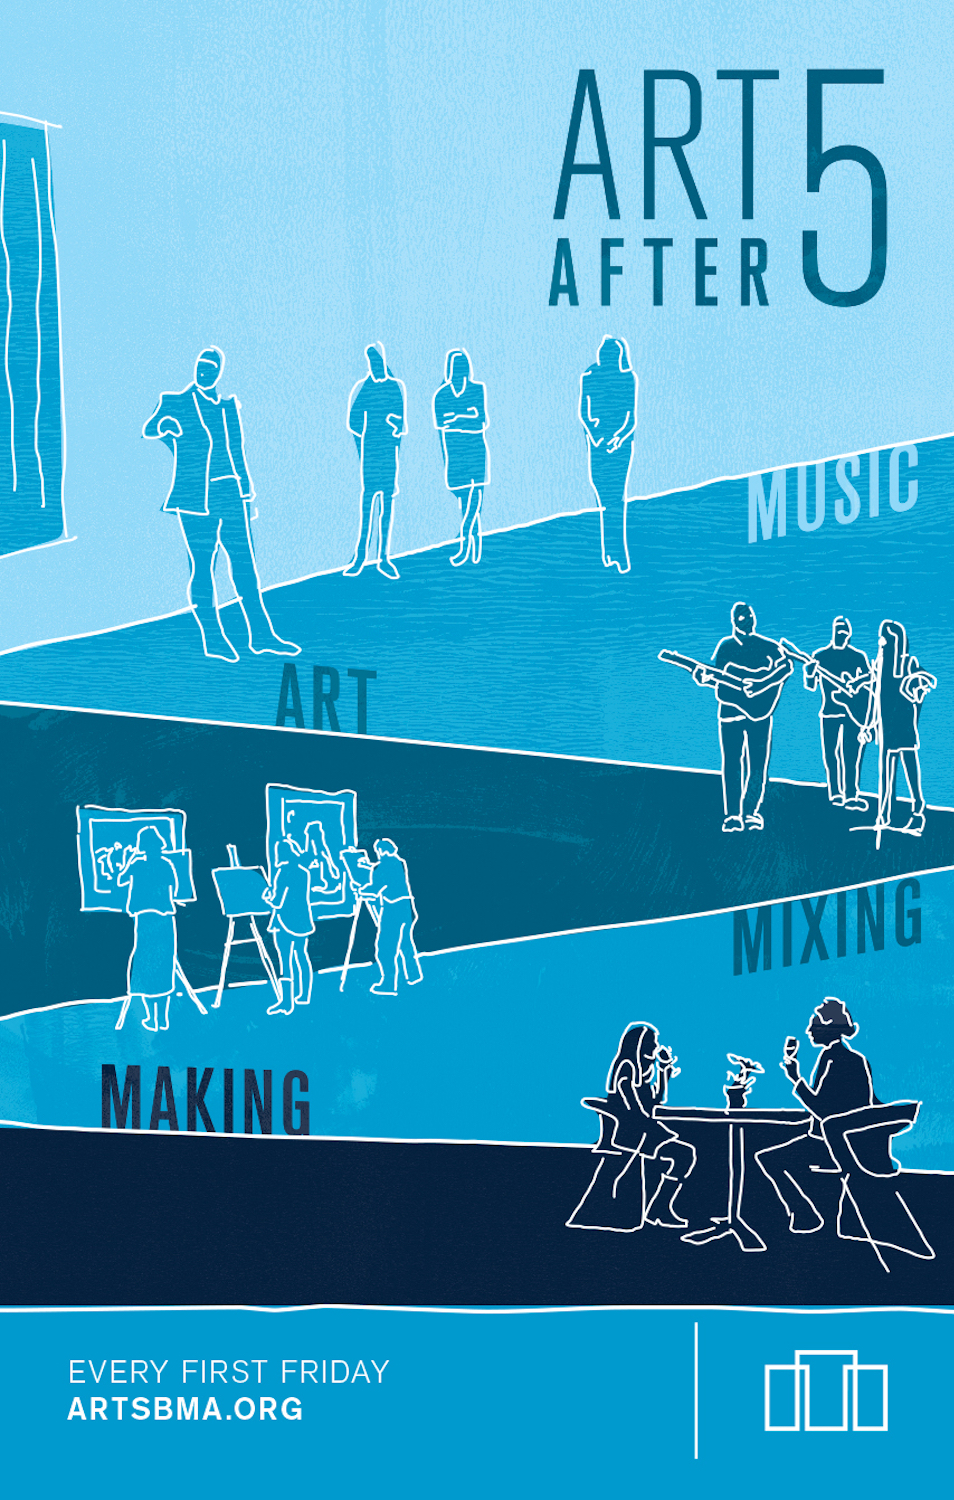 ART 5
AFTER
MUSIC
ART
MIXING
MAKING
EVERY FIRST FRIDAY
ARTSBMA.ORG